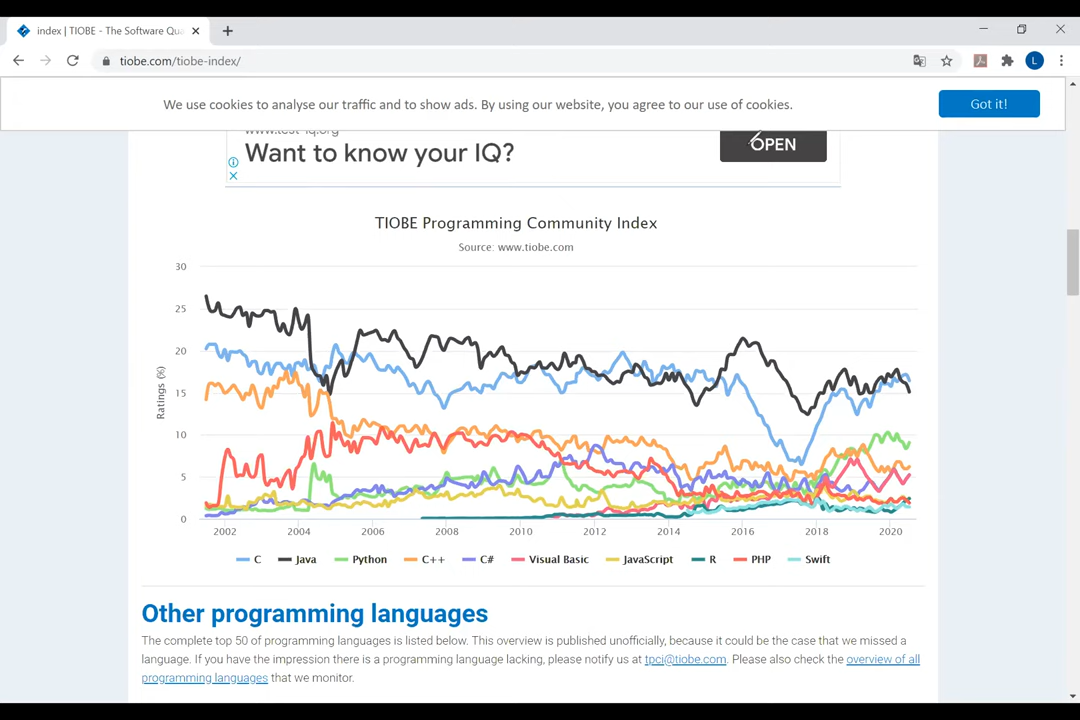 index | TIOBE - The Software Qua
tiobe.com/tiobe-index/
L
We use cookies to analyse our traffic and to show ads. By using our website, you agree to our use of cookies.
Got it!
www.test-iq.org
Want to know your IQ?
OPEN
TIOBE Programming Community Index
Source: www.tiobe.com
Ratings (%)
30
25
20
15
10
5
0
2002 2004 2006 2008 2010 2012 2014 2016 2018 2020
C Java Python C++ C# Visual Basic JavaScript R PHP Swift
Other programming languages
The complete top 50 of programming languages is listed below. This overview is published unofficially, because it could be the case that we missed a
language. If you have the impression there is a programming language lacking, please notify us at tpci@tiobe.com. Please also check the overview of all
programming languages that we monitor.